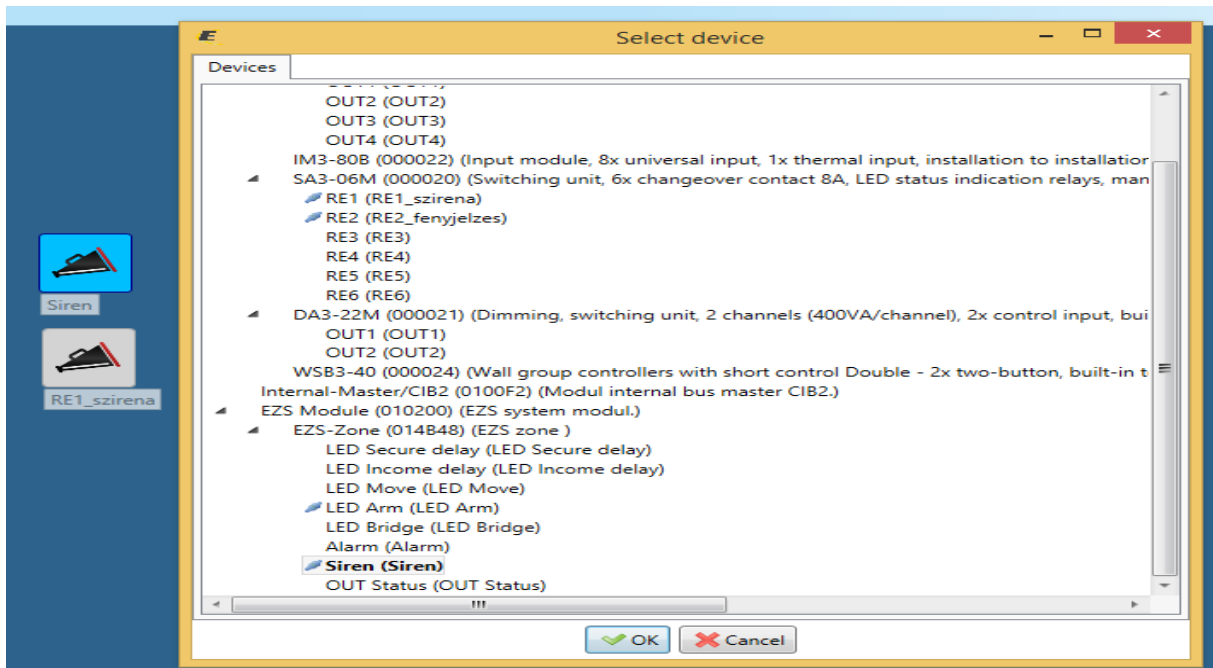 Select device
Devices
OUT2 (OUT2)
OUT3 (OUT3)
OUT4 (OUT4)
IM3-80B (000022) (Input module, 8x universal input, 1x thermal input, installation to installation
SA3-06M (000020) (Switching unit, 6x changeover contact 8A, LED status indication relays, man
RE1 (RE1_szirena)
RE2 (RE2_fenyjelzes)
RE3 (RE3)
RE4 (RE4)
RE5 (RE5)
RE6 (RE6)
DA3-22M (000021) (Dimming, switching unit, 2 channels (400VA/channel), 2x control input, bui
OUT1 (OUT1)
OUT2 (OUT2)
WSB3-40 (000024) (Wall group controllers with short control Double - 2x two-button, built-in t
Internal-Master/CIB2 (0100F2) (Modul internal bus master CIB2.)
EZS Module (010200) (EZS system modul.)
EZS-Zone (014B48) (EZS zone )
LED Secure delay (LED Secure delay)
LED Income delay (LED Income delay)
LED Move (LED Move)
LED Arm (LED Arm)
LED Bridge (LED Bridge)
Alarm (Alarm)
Siren (Siren)
OUT Status (OUT Status)
OK
Cancel
Siren
RE1_szirena